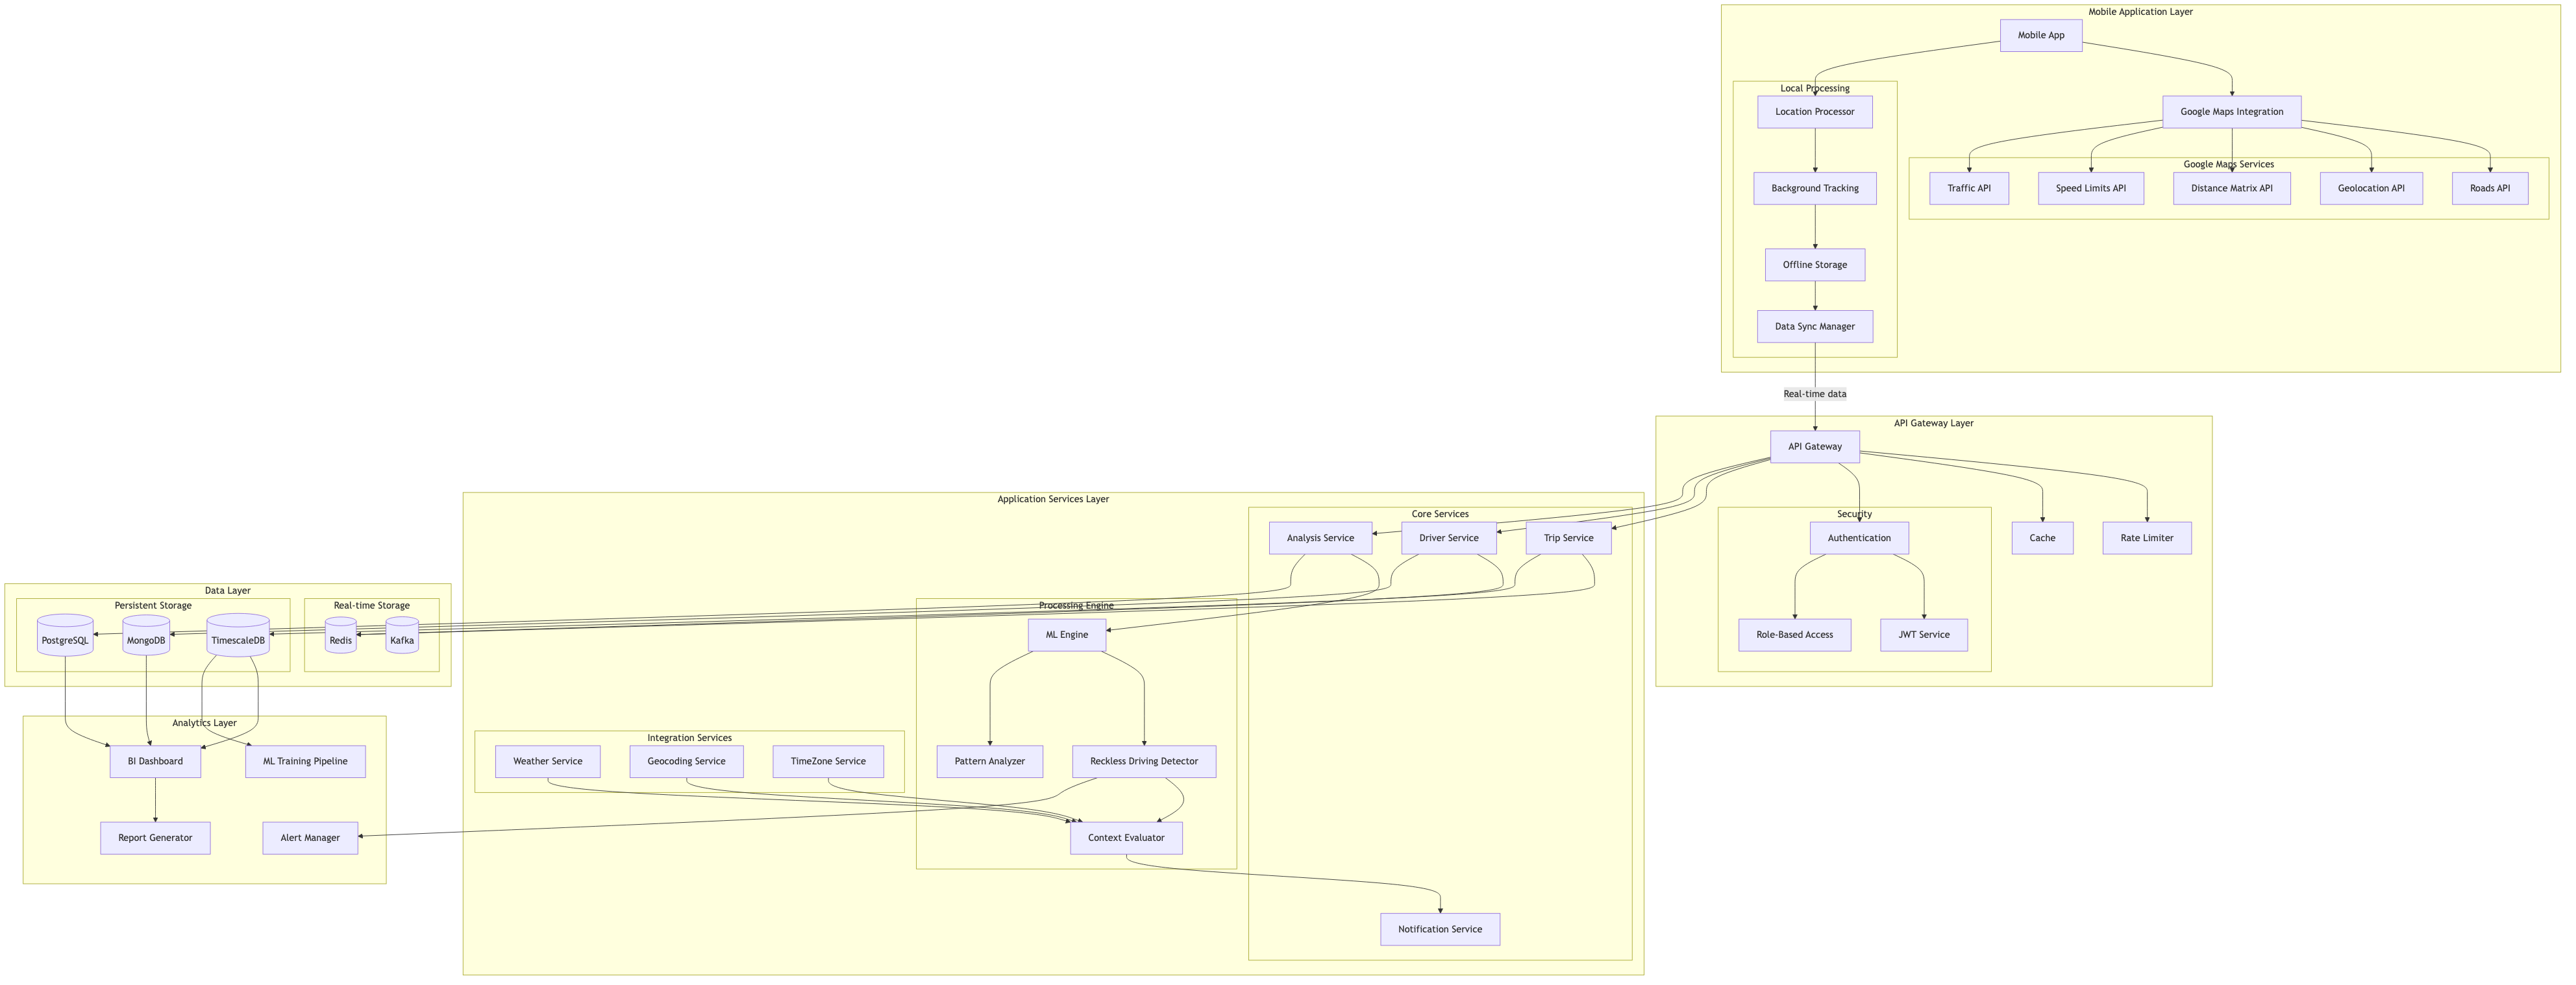 Mobile Application Layer
Mobile App
Local Processing
Location Processor
Google Maps Integration
Google Maps Services
Background Tracking
Traffic API
Speed Limits API
Distance Matrix API
Geolocation API
Roads API
Offline Storage
Data Sync Manager
Real-time data
API Gateway Layer
API Gateway
Security
Authentication
Cache
Rate Limiter
Role-Based Access
JWT Service
Application Services Layer
Core Services
Analysis Service
Driver Service
Trip Service
Processing Engine
ML Engine
Integration Services
Weather Service
Geocoding Service
TimeZone Service
Pattern Analyzer
Reckless Driving Detector
Context Evaluator
Notification Service
Data Layer
Persistent Storage
Real-time Storage
PostgreSQL
MongoDB
TimescaleDB
Redis
Kafka
Analytics Layer
BI Dashboard
ML Training Pipeline
Report Generator
Alert Manager